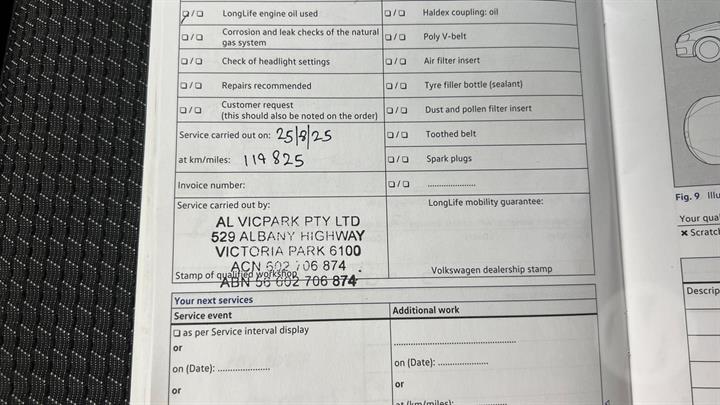 ❏ / ❏ LongLife engine oil used
❏ / ❏ Haldex coupling: oil
❏ / ❏ Corrosion and leak checks of the natural
gas system
❏ / ❏ Poly V-belt
❏ / ❏ Check of headlight settings
❏ / ❏ Air filter insert
❏ / ❏ Repairs recommended
❏ / ❏ Tyre filler bottle (sealant)
❏ / ❏ Customer request
(this should also be noted on the order)
❏ / ❏ Dust and pollen filter insert
Service carried out on: 25/8/25
❏ / ❏ Toothed belt
at km/miles: 119825
❏ / ❏ Spark plugs
Invoice number:
❏ / ❏ .....................
Service carried out by:
LongLife mobility guarantee:
AL VICPARK PTY LTD
529 ALBANY HIGHWAY
VICTORIA PARK 6100
ACN 602 706 874
Stamp of qualified workshop
ABN 56 602 706 874
Volkswagen dealership stamp
Your next services
Service event
Additional work
❏ as per Service interval display
or
on (Date): .....................
or
.....................................................
on (Date): .....................
or
at (km/miles): .....................
Fig. 9
Your qua
× Scratc
Descrip